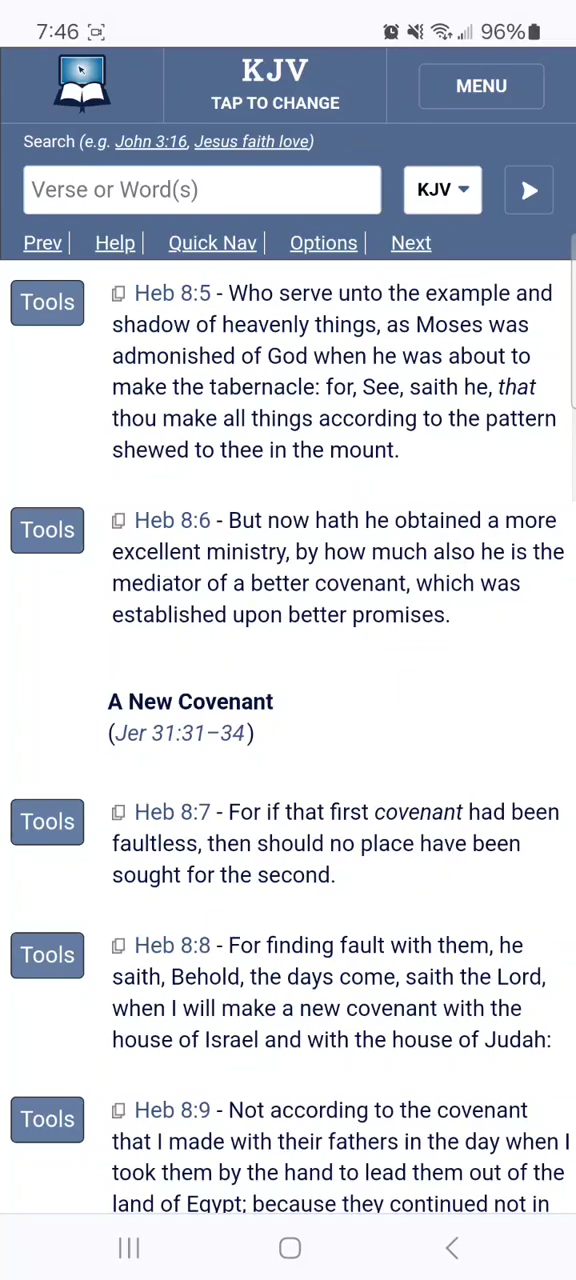 7:46 96%
KJV
TAP TO CHANGE
MENU
Search (e.g. John 3:16, Jesus faith love)
Verse or Word(s)
KJV
Prev | Help | Quick Nav | Options | Next
Tools
Heb 8:5 - Who serve unto the example and
shadow of heavenly things, as Moses was
admonished of God when he was about to
make the tabernacle: for, See, saith he, that
thou make all things according to the pattern
shewed to thee in the mount.
Tools
Heb 8:6 - But now hath he obtained a more
excellent ministry, by how much also he is the
mediator of a better covenant, which was
established upon better promises.
A New Covenant
(Jer 31:31–34)
Tools
Heb 8:7 - For if that first covenant had been
faultless, then should no place have been
sought for the second.
Tools
Heb 8:8 - For finding fault with them, he
saith, Behold, the days come, saith the Lord,
when I will make a new covenant with the
house of Israel and with the house of Judah:
Tools
Heb 8:9 - Not according to the covenant
that I made with their fathers in the day when I
took them by the hand to lead them out of the
land of Egypt; because they continued not in